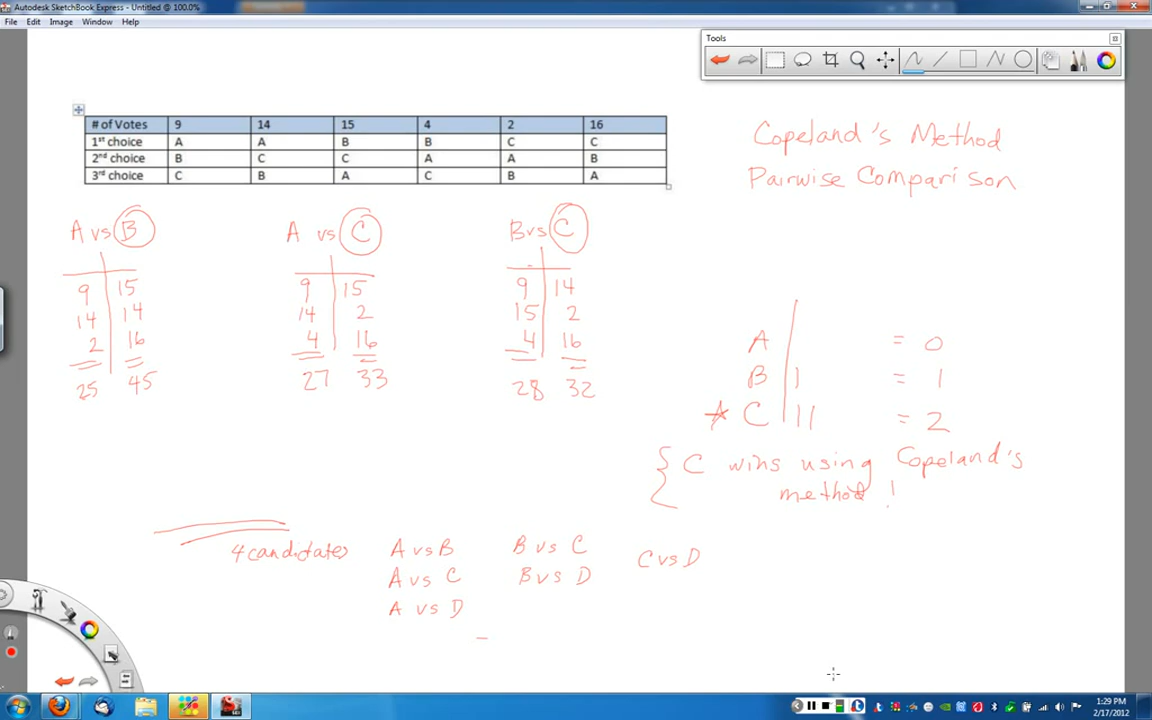 Autodesk SketchBook Express - Untitled @ 100.0%
File Edit Image Window Help
Tools
# of Votes 9 14 15 4 2 16
1st choice A A B B C C
2nd choice B C C A A B
3rd choice C B A C B A
Copeland's Method
Pairwise Comparison
A vs B
9 15
14 14
2 16
25 45
A vs C
9 15
14 2
4 16
27 33
B vs C
9 14
15 2
4 16
28 32
A = 0
B 1 = 1
C 11 = 2
C wins using Copeland's
method!
4 candidates
A vs B
A vs C
A vs D
B vs C
B vs D
C vs D
1:29 PM
2/17/2012